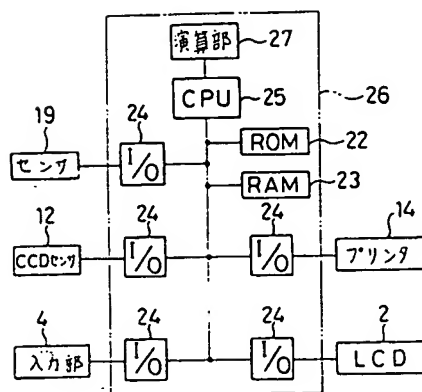 演算部 27
CPU 25
26
19
24
センサ
I/O
ROM 22
RAM 23
12
24
24
14
CCDセンサ
I/O
I/O
プリンタ
4
24
24
2
入力部
I/O
I/O
LCD